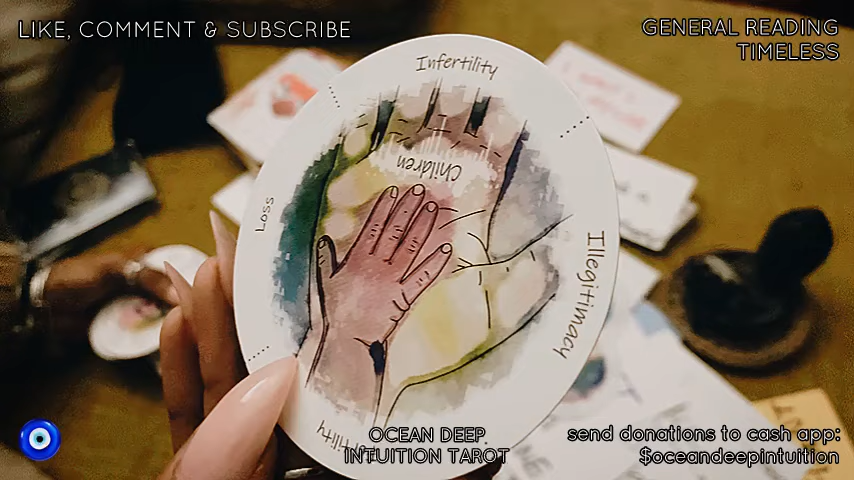 LIKE, COMMENT & SUBSCRIBE
GENERAL READING
TIMELESS
Infertility
Children
Loss
Illegitimacy
OCEAN DEEP
INTUITION TAROT
send donations to cash app:
$oceandeepintuition